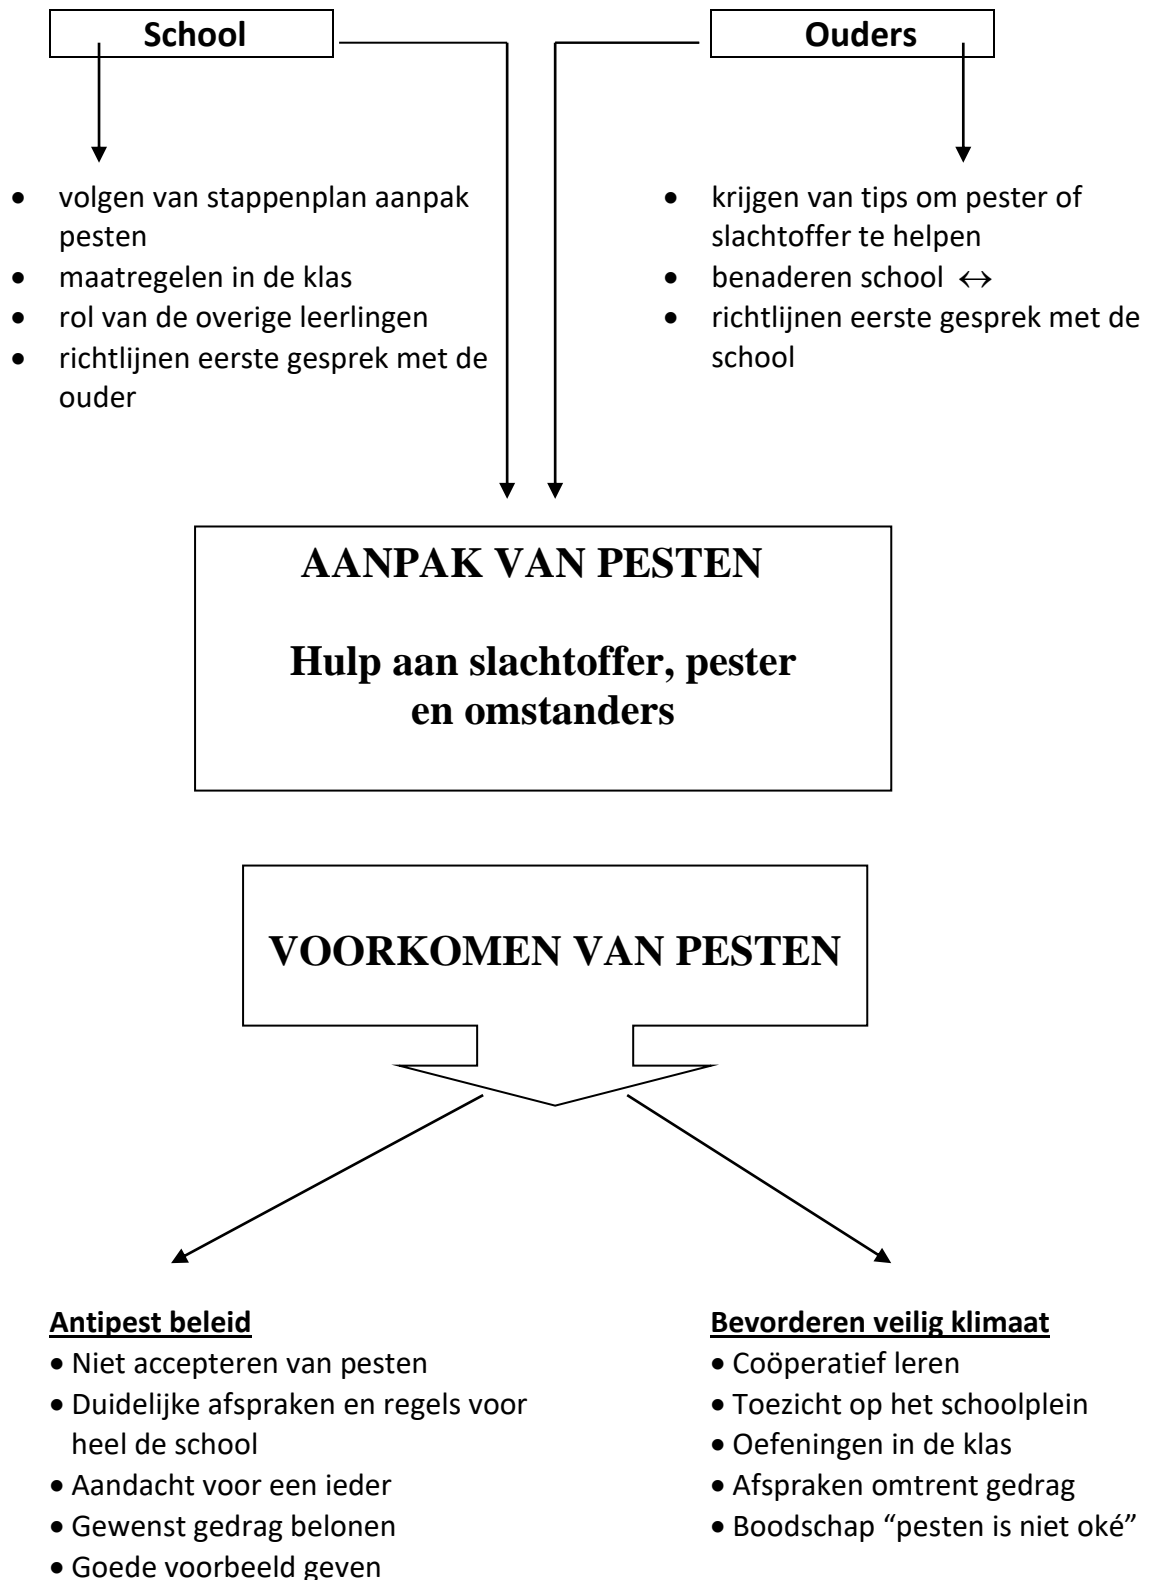 School
Ouders
• volgen van stappenplan aanpak
pesten
• maatregelen in de klas
• rol van de overige leerlingen
• richtlijnen eerste gesprek met de
ouder
• krijgen van tips om pester of
slachtoffer te helpen
• benaderen school ↔
• richtlijnen eerste gesprek met de
school
AANPAK VAN PESTEN
Hulp aan slachtoffer, pester
en omstanders
VOORKOMEN VAN PESTEN
Antipest beleid
• Niet accepteren van pesten
• Duidelijke afspraken en regels voor
heel de school
• Aandacht voor een ieder
• Gewenst gedrag belonen
• Goede voorbeeld geven
Bevorderen veilig klimaat
• Coöperatief leren
• Toezicht op het schoolplein
• Oefeningen in de klas
• Afspraken omtrent gedrag
• Boodschap “pesten is niet oké”